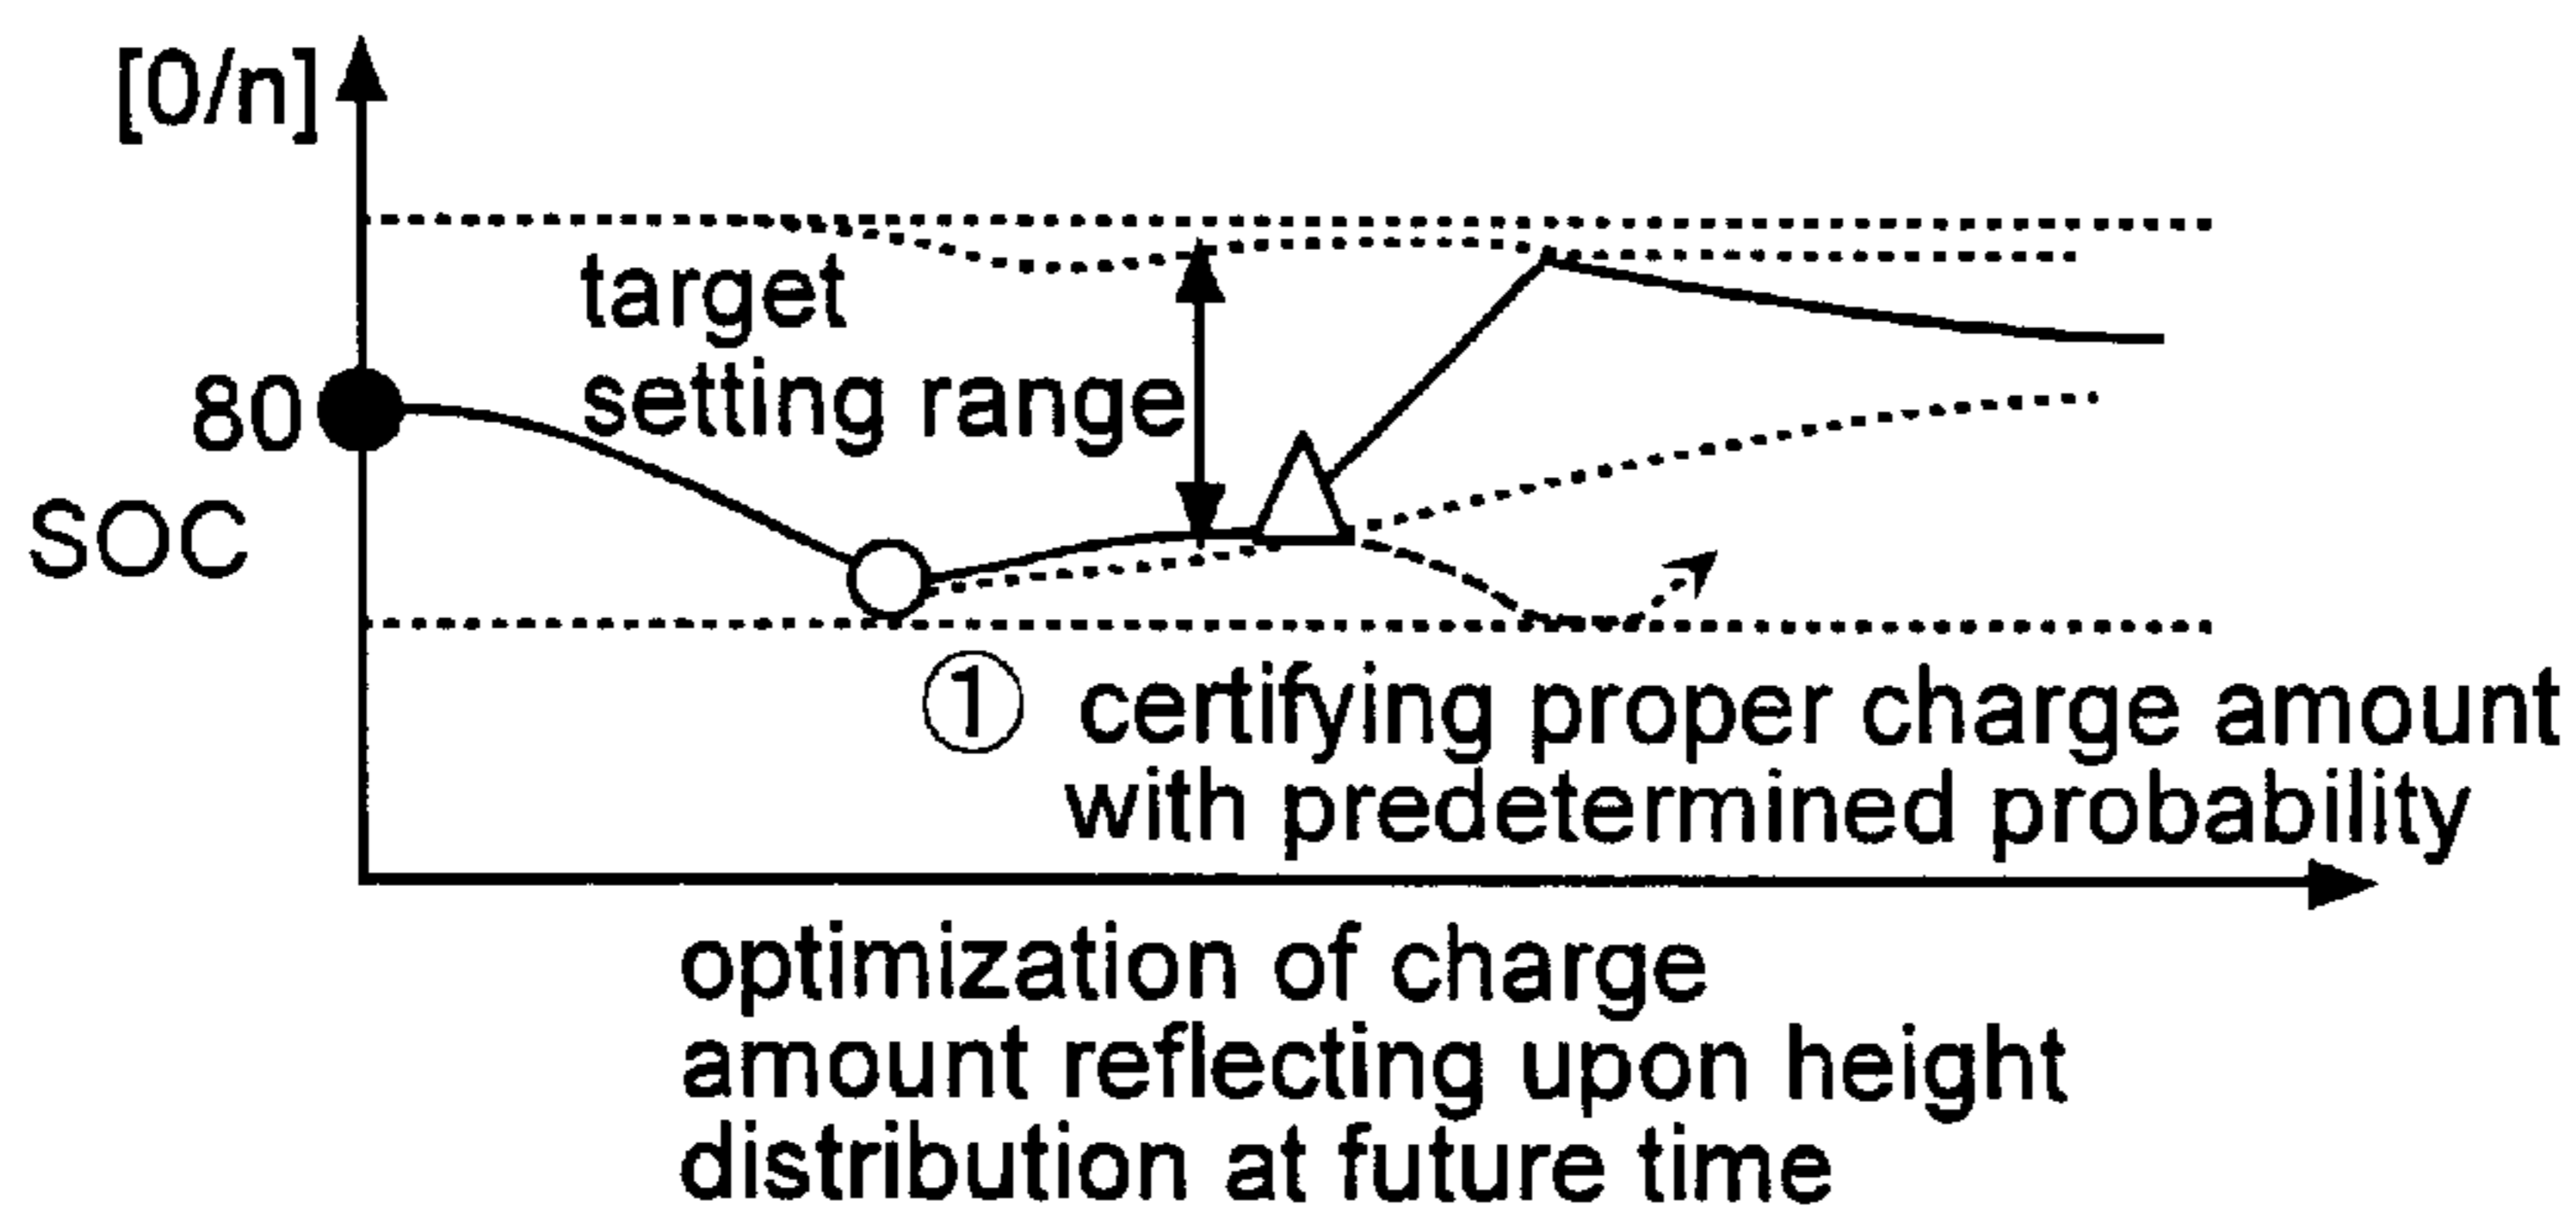 [0/n]
target
setting range
80
SOC
① certifying proper charge amount
with predetermined probability
optimization of charge
amount reflecting upon height
distribution at future time